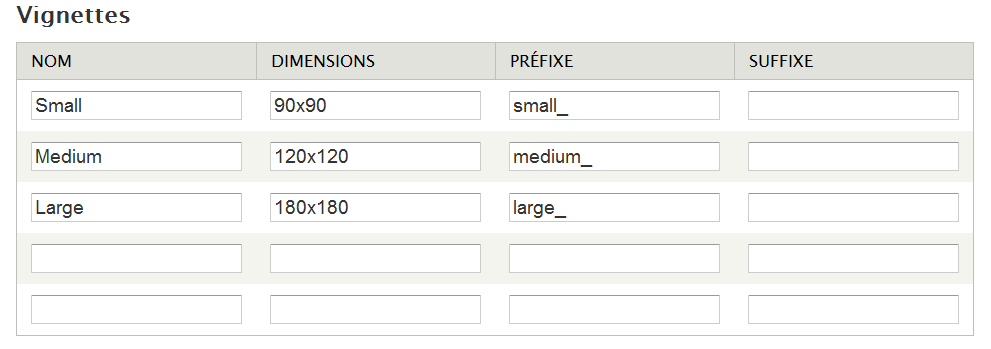 Vignettes
NOM DIMENSIONS PRÉFIXE SUFFIXE
Small 90x90 small_
Medium 120x120 medium_
Large 180x180 large_